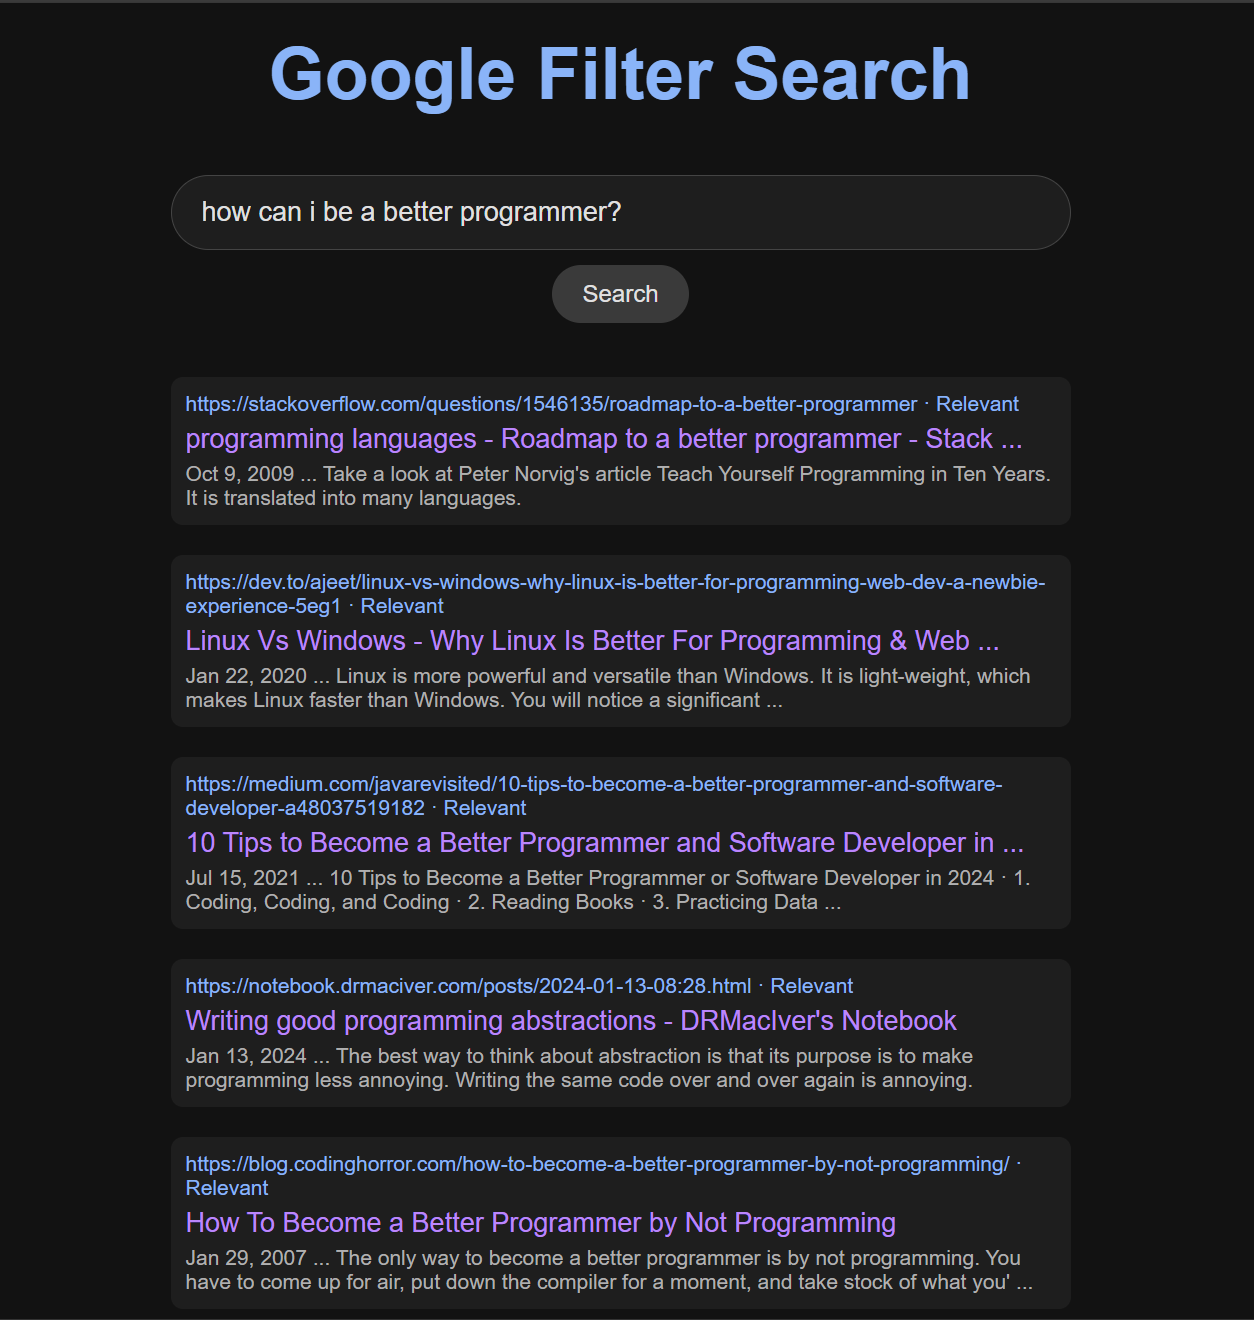 Google Filter Search
how can i be a better programmer?
Search
https://stackoverflow.com/questions/1546135/roadmap-to-a-better-programmer · Relevant
programming languages - Roadmap to a better programmer - Stack ...
Oct 9, 2009 ... Take a look at Peter Norvig's article Teach Yourself Programming in Ten Years.
It is translated into many languages.
https://dev.to/ajeet/linux-vs-windows-why-linux-is-better-for-programming-web-dev-a-newbie-
experience-5eg1 · Relevant
Linux Vs Windows - Why Linux Is Better For Programming & Web ...
Jan 22, 2020 ... Linux is more powerful and versatile than Windows. It is light-weight, which
makes Linux faster than Windows. You will notice a significant ...
https://medium.com/javarevisited/10-tips-to-become-a-better-programmer-and-software-
developer-a48037519182 · Relevant
10 Tips to Become a Better Programmer and Software Developer in ...
Jul 15, 2021 ... 10 Tips to Become a Better Programmer or Software Developer in 2024 · 1.
Coding, Coding, and Coding · 2. Reading Books · 3. Practicing Data ...
https://notebook.drmaciver.com/posts/2024-01-13-08:28.html · Relevant
Writing good programming abstractions - DRMacIver's Notebook
Jan 13, 2024 ... The best way to think about abstraction is that its purpose is to make
programming less annoying. Writing the same code over and over again is annoying.
https://blog.codinghorror.com/how-to-become-a-better-programmer-by-not-programming/ ·
Relevant
How To Become a Better Programmer by Not Programming
Jan 29, 2007 ... The only way to become a better programmer is by not programming. You
have to come up for air, put down the compiler for a moment, and take stock of what you' ...